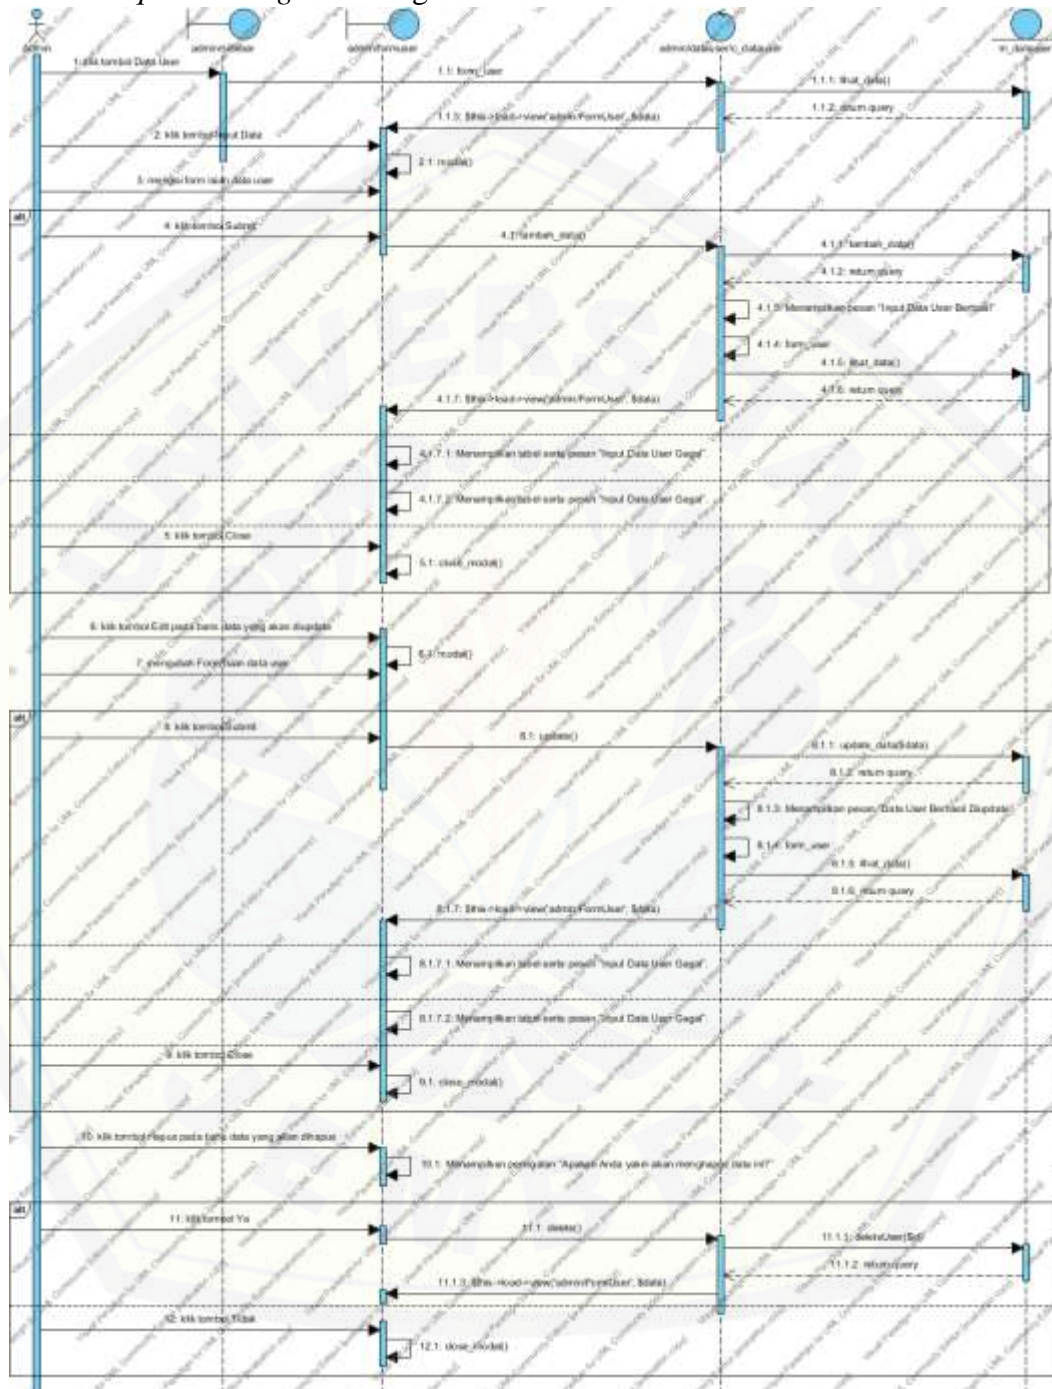 admin
admin/sidebar
admin/formuser
admin/datauser/c_datauser
m_datauser
1: klik tombol Data User
1.1: form_user
1.1.1: lihat_data()
1.1.2: return query
1.1.3: $this->load->view('admin/FormUser', $data)
2: klik tombol Input Data
2.1: modal()
3: mengisi form isian data user
alt
4: klik tombol Submit
4.1: tambah_data()
4.1.1: tambah_data()
4.1.2: return query
4.1.3: Menampilkan pesan "Input Data User Berhasil"
4.1.4: form_user
4.1.5: lihat_data()
4.1.6: return query
4.1.7: $this->load->view('admin/FormUser', $data)
4.1.7.1: Menampilkan tabel serta pesan "Input Data User Gagal".
4.1.7.2: Menampilkan tabel serta pesan "Input Data User Gagal".
5: klik tombol Close
5.1: close_modal()
6: klik tombol Edit pada baris data yang akan diupdate
6.1: modal()
7: mengubah Form isian data user
alt
8: klik tombol Submit
8.1: update()
8.1.1: update_data($data)
8.1.2: return query
8.1.3: Menampilkan pesan "Data User Berhasil Diupdate"
8.1.4: form_user
8.1.5: lihat_data()
8.1.6: return query
8.1.7: $this->load->view('admin/FormUser', $data)
8.1.7.1: Menampilkan tabel serta pesan "Input Data User Gagal".
8.1.7.2: Menampilkan tabel serta pesan "Input Data User Gagal".
9: klik tombol Close
9.1: close_modal()
10: klik tombol Hapus pada baris data yang akan dihapus
10.1: Menampilkan peringatan "Apakah Anda yakin akan menghapus data ini?"
alt
11: klik tombol Ya
11.1: delete()
11.1.1: deleteUser($id)
11.1.2: return query
11.1.3: $this->load->view('admin/FormUser', $data)
12: klik tombol Tidak
12.1: close_modal()